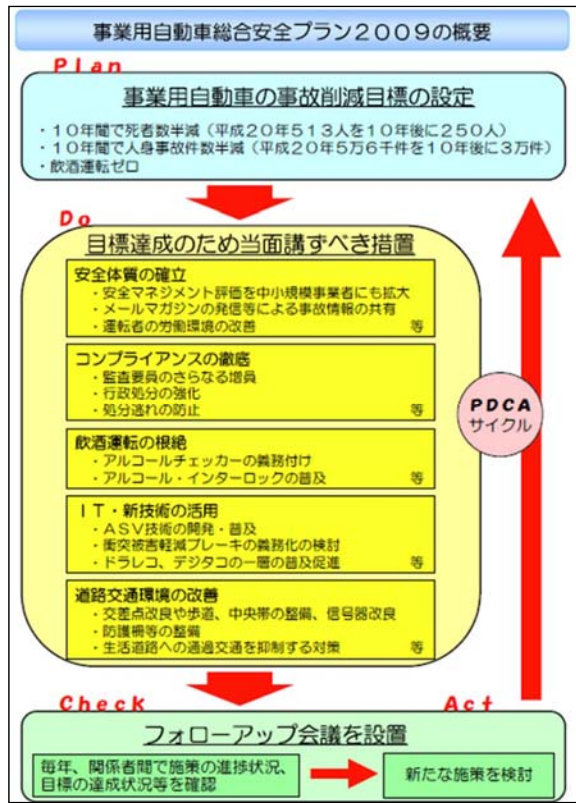 事業用自動車総合安全プラン２００９の概要
Plan
事業用自動車の事故削減目標の設定
・１０年間で死者数半減（平成２０年５１３人を１０年後に２５０人）
・１０年間で人身事故件数半減（平成２０年５万６千件を１０年後に３万件）
・飲酒運転ゼロ
Do
目標達成のため当面講ずべき措置
安全体質の確立
・安全マネジメント評価を中小規模事業者にも拡大
・メールマガジンの発信等による事故情報の共有
・運転者の労働環境の改善　等
コンプライアンスの徹底
・監査要員のさらなる増員
・行政処分の強化
・処分逃れの防止　等
飲酒運転の根絶
・アルコールチェッカーの義務付け
・アルコール・インターロックの普及　等
ＩＴ・新技術の活用
・ＡＳＶ技術の開発・普及
・衝突被害軽減ブレーキの義務化の検討
・ドラレコ、デジタコの一層の普及促進　等
道路交通環境の改善
・交差点改良や歩道、中央帯の整備、信号器改良
・防護柵等の整備
・生活道路への通過交通を抑制する対策　等
PDCA
サイクル
Check
Act
フォローアップ会議を設置
毎年、関係者間で施策の進捗状況、
目標の達成状況等を確認
新たな施策を検討